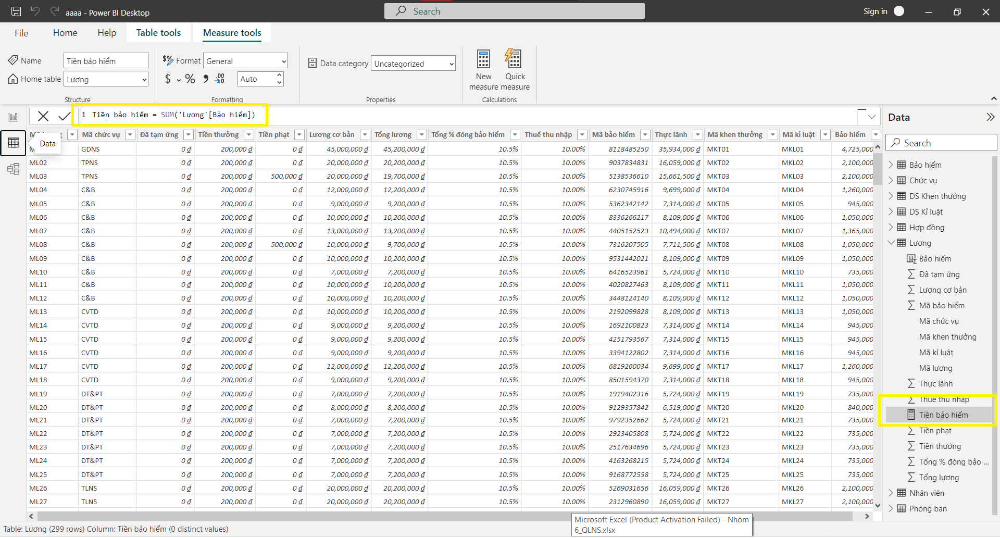 aaaa - Power BI Desktop
Search
Sign in
File Home Help Table tools Measure tools
Name Tiền bảo hiểm
Home table Lương
Structure
$% Format General
$ % , .00 →.0 Auto
Formatting
Data category Uncategorized
Properties
New measure
Quick measure
Calculations
1 Tiền bảo hiểm = SUM('Lương'[Bảo hiểm])
Mã chức vụ Đã tạm ứng Tiền thưởng Tiền phạt Lương cơ bản Tổng lương Tổng % đóng bảo hiểm Thuế thu nhập Mã bảo hiểm Thực lãnh Mã khen thưởng Mã kỉ luật Bảo hiểm
Data
GDNS 0 ₫ 200,000 ₫ 0 ₫ 45,000,000 ₫ 45,200,000 ₫ 10.5% 10.00% 8118485250 35,934,000 ₫ MKT01 MKL01 4,725,000
ML02 TPNS 0 ₫ 200,000 ₫ 0 ₫ 20,000,000 ₫ 20,200,000 ₫ 10.5% 10.00% 9037834831 16,059,000 ₫ MKT02 MKL02 2,100,000
ML03 TPNS 0 ₫ 200,000 ₫ 500,000 ₫ 20,000,000 ₫ 19,700,000 ₫ 10.5% 10.00% 5138536610 15,661,500 ₫ MKT03 MKL03 2,100,000
ML04 C&B 0 ₫ 200,000 ₫ 0 ₫ 12,000,000 ₫ 12,200,000 ₫ 10.5% 10.00% 6230745916 9,699,000 ₫ MKT04 MKL04 1,260,000
ML05 C&B 0 ₫ 200,000 ₫ 0 ₫ 9,000,000 ₫ 9,200,000 ₫ 10.5% 10.00% 5362342142 7,314,000 ₫ MKT05 MKL05 945,000
ML06 C&B 0 ₫ 200,000 ₫ 0 ₫ 10,000,000 ₫ 10,200,000 ₫ 10.5% 10.00% 8336266217 8,109,000 ₫ MKT06 MKL06 1,050,000
ML07 C&B 0 ₫ 200,000 ₫ 0 ₫ 13,000,000 ₫ 13,200,000 ₫ 10.5% 10.00% 4405152523 10,494,000 ₫ MKT07 MKL07 1,365,000
ML08 C&B 0 ₫ 200,000 ₫ 500,000 ₫ 10,000,000 ₫ 9,700,000 ₫ 10.5% 10.00% 7316207505 7,711,500 ₫ MKT08 MKL08 1,050,000
ML09 C&B 0 ₫ 200,000 ₫ 0 ₫ 10,000,000 ₫ 10,200,000 ₫ 10.5% 10.00% 9531442021 8,109,000 ₫ MKT09 MKL09 1,050,000
ML10 C&B 0 ₫ 200,000 ₫ 0 ₫ 7,000,000 ₫ 7,200,000 ₫ 10.5% 10.00% 6416523961 5,724,000 ₫ MKT10 MKL10 735,000
ML11 C&B 0 ₫ 200,000 ₫ 0 ₫ 10,000,000 ₫ 10,200,000 ₫ 10.5% 10.00% 4020827463 8,109,000 ₫ MKT11 MKL11 1,050,000
ML12 C&B 0 ₫ 200,000 ₫ 0 ₫ 10,000,000 ₫ 10,200,000 ₫ 10.5% 10.00% 3448124140 8,109,000 ₫ MKT12 MKL12 1,050,000
ML13 CVTD 0 ₫ 200,000 ₫ 0 ₫ 10,000,000 ₫ 10,200,000 ₫ 10.5% 10.00% 2192099828 8,109,000 ₫ MKT13 MKL13 1,050,000
ML14 CVTD 0 ₫ 200,000 ₫ 0 ₫ 9,000,000 ₫ 9,200,000 ₫ 10.5% 10.00% 1692100823 7,314,000 ₫ MKT14 MKL14 945,000
ML15 CVTD 0 ₫ 200,000 ₫ 0 ₫ 9,000,000 ₫ 9,200,000 ₫ 10.5% 10.00% 4251793567 7,314,000 ₫ MKT15 MKL15 945,000
ML16 CVTD 0 ₫ 200,000 ₫ 0 ₫ 9,000,000 ₫ 9,200,000 ₫ 10.5% 10.00% 3394122802 7,314,000 ₫ MKT16 MKL16 945,000
ML17 CVTD 0 ₫ 200,000 ₫ 0 ₫ 12,000,000 ₫ 12,200,000 ₫ 10.5% 10.00% 6819260034 9,699,000 ₫ MKT17 MKL17 1,260,000
ML18 CVTD 0 ₫ 200,000 ₫ 0 ₫ 9,000,000 ₫ 9,200,000 ₫ 10.5% 10.00% 8501594370 7,314,000 ₫ MKT18 MKL18 945,000
ML19 DT&PT 0 ₫ 200,000 ₫ 0 ₫ 7,000,000 ₫ 7,200,000 ₫ 10.5% 10.00% 1919402316 5,724,000 ₫ MKT19 MKL19 735,000
ML20 DT&PT 0 ₫ 200,000 ₫ 0 ₫ 8,000,000 ₫ 8,200,000 ₫ 10.5% 10.00% 9129357842 6,519,000 ₫ MKT20 MKL20 840,000
ML21 DT&PT 0 ₫ 200,000 ₫ 0 ₫ 7,000,000 ₫ 7,200,000 ₫ 10.5% 10.00% 9792352662 5,724,000 ₫ MKT21 MKL21 735,000
ML22 DT&PT 0 ₫ 200,000 ₫ 0 ₫ 7,000,000 ₫ 7,200,000 ₫ 10.5% 10.00% 2923405808 5,724,000 ₫ MKT22 MKL22 735,000
ML23 DT&PT 0 ₫ 200,000 ₫ 0 ₫ 7,000,000 ₫ 7,200,000 ₫ 10.5% 10.00% 2517634696 5,724,000 ₫ MKT23 MKL23 735,000
ML24 DT&PT 0 ₫ 200,000 ₫ 0 ₫ 7,000,000 ₫ 7,200,000 ₫ 10.5% 10.00% 4163268215 5,724,000 ₫ MKT24 MKL24 735,000
ML25 DT&PT 0 ₫ 200,000 ₫ 0 ₫ 7,000,000 ₫ 7,200,000 ₫ 10.5% 10.00% 9168772558 5,724,000 ₫ MKT25 MKL25 735,000
ML26 TLNS 0 ₫ 200,000 ₫ 0 ₫ 20,000,000 ₫ 20,200,000 ₫ 10.5% 10.00% 5269031656 16,059,000 ₫ MKT26 MKL26 2,100,000
ML27 TLNS 0 ₫ 200,000 ₫ 0 ₫ 20,000,000 ₫ 20,200,000 ₫ 10.5% 10.00% 2312960890 16,059,000 ₫ MKT27 MKL27 2,100,000
Data
Search
Bảo hiểm
Chức vụ
DS Khen thưởng
DS Kỉ luật
Hợp đồng
Lương
Bảo hiểm
Đã tạm ứng
Lương cơ bản
Mã bảo hiểm
Mã chức vụ
Mã khen thưởng
Mã kỉ luật
Mã lương
Thực lãnh
Thuế thu nhập
Tiền bảo hiểm
Tiền phạt
Tiền thưởng
Tổng % đóng bảo ...
Tổng lương
Nhân viên
Phòng ban
Microsoft Excel (Product Activation Failed) - Nhóm
6_QLNS.xlsx
Table: Lương (299 rows) Column: Tiền bảo hiểm (0 distinct values)